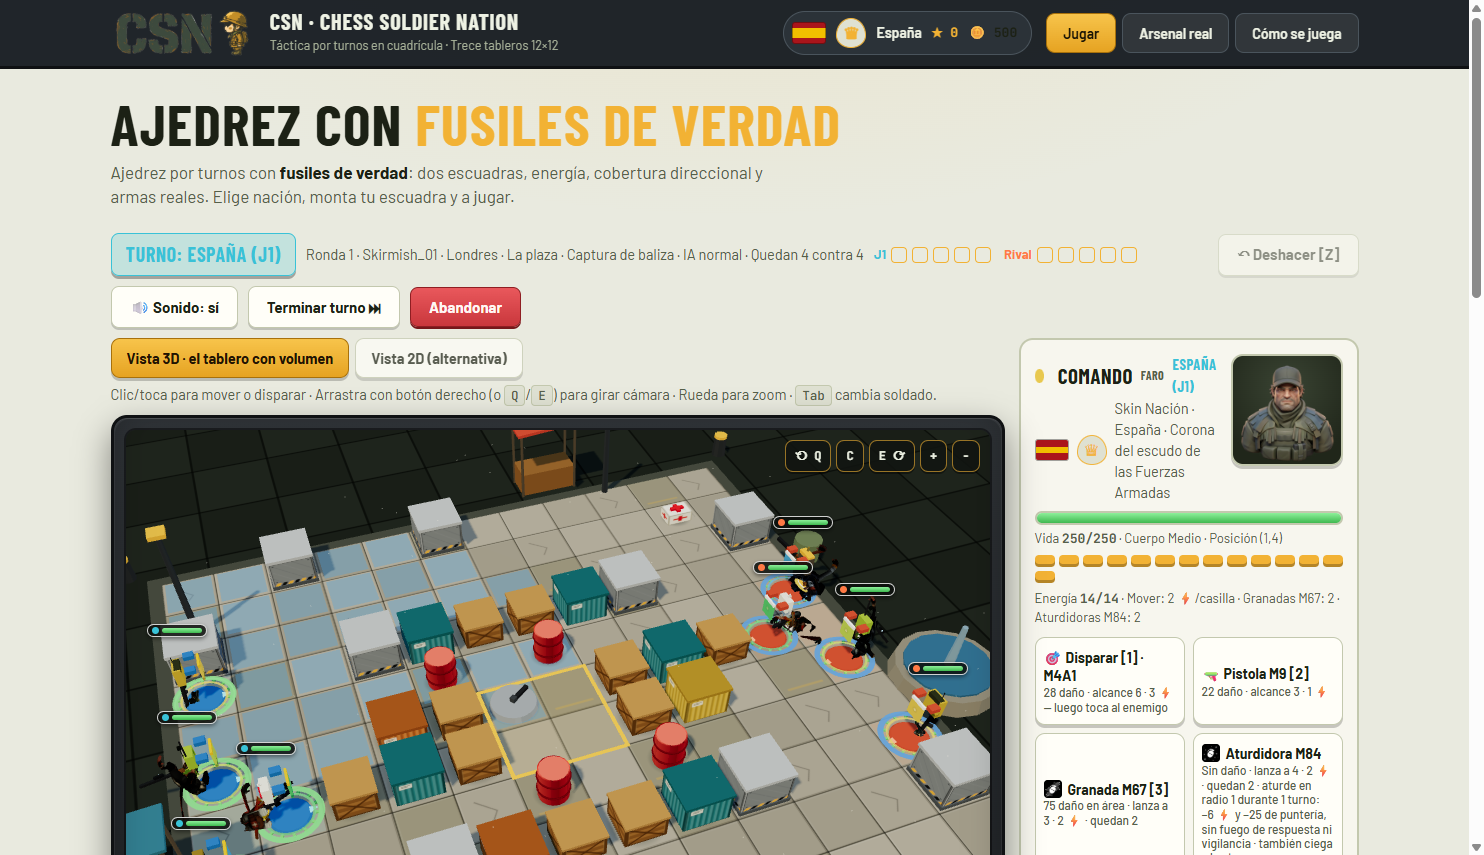 CSN
CSN · CHESS SOLDIER NATION
Táctica por turnos en cuadrícula · Trece tableros 12×12
España ★ 0 500
Jugar
Arsenal real
Cómo se juega
AJEDREZ CON FUSILES DE VERDAD
Ajedrez por turnos con fusiles de verdad: dos escuadras, energía, cobertura direccional y
armas reales. Elige nación, monta tu escuadra y a jugar.
TURNO: ESPAÑA (J1)
Ronda 1 · Skirmish_01 · Londres · La plaza · Captura de baliza · IA normal · Quedan 4 contra 4
J1
Rival
↶ Deshacer [Z]
Sonido: sí
Terminar turno ⏭
Abandonar
Vista 3D · el tablero con volumen
Vista 2D (alternativa)
Clic/toca para mover o disparar · Arrastra con botón derecho (o Q / E ) para girar cámara · Rueda para zoom · Tab cambia soldado.
⟲ Q
C
E ⟳
+
-
COMANDO FARO ESPAÑA
(J1)
Skin Nación ·
España · Corona
del escudo de
las Fuerzas
Armadas
Vida 250/250 · Cuerpo Medio · Posición (1,4)
Energía 14/14 · Mover: 2 ⚡ /casilla · Granadas M67: 2 ·
Aturdidoras M84: 2
Disparar [1] ·
M4A1
28 daño · alcance 6 · 3 ⚡
— luego toca al enemigo
Pistola M9 [2]
22 daño · alcance 3 · 1 ⚡
Granada M67 [3]
75 daño en área · lanza a
3 · 2 ⚡ · quedan 2
Aturdidora M84
Sin daño · lanza a 4 · 2 ⚡
· quedan 2 · aturde en
radio 1 durante 1 turno:
−6 ⚡ y −25 de puntería,
sin fuego de respuesta ni
vigilancia · también ciega